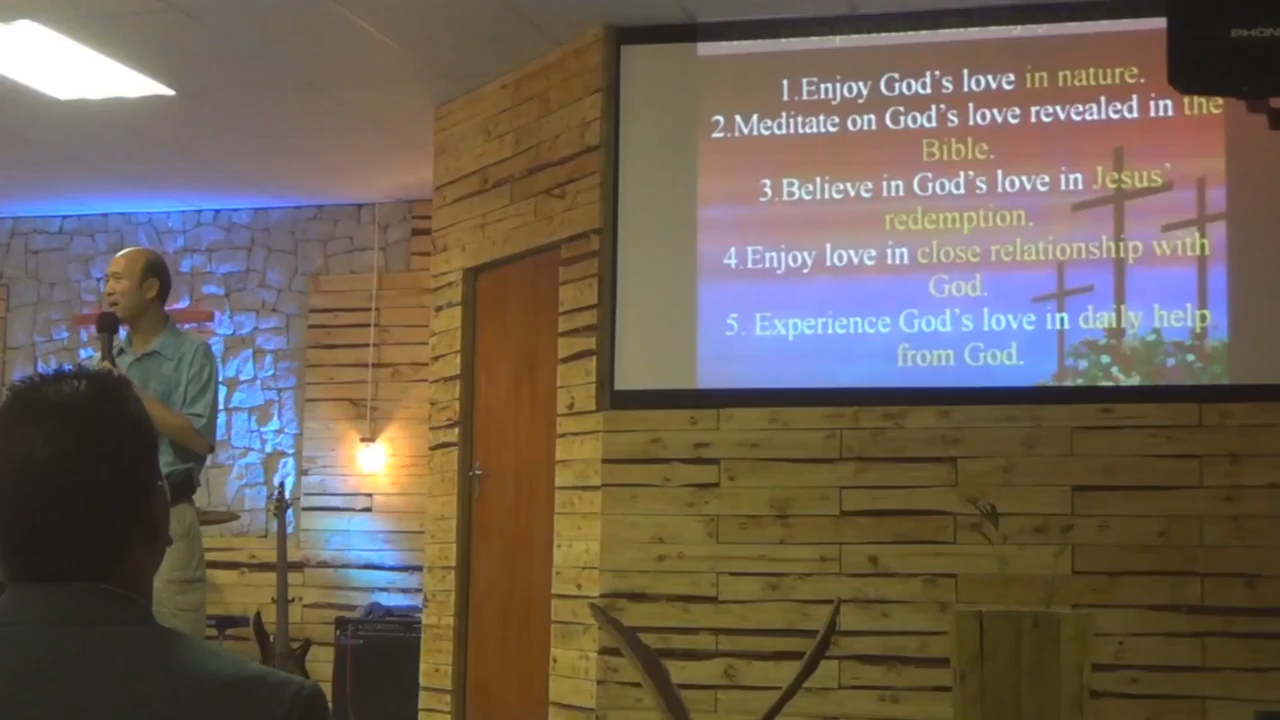 1.Enjoy God's love in nature.
2.Meditate on God's love revealed in the
Bible.
3.Believe in God's love in Jesus'
redemption.
4.Enjoy love in close relationship with
God.
5. Experience God's love in daily help
from God.
PHON